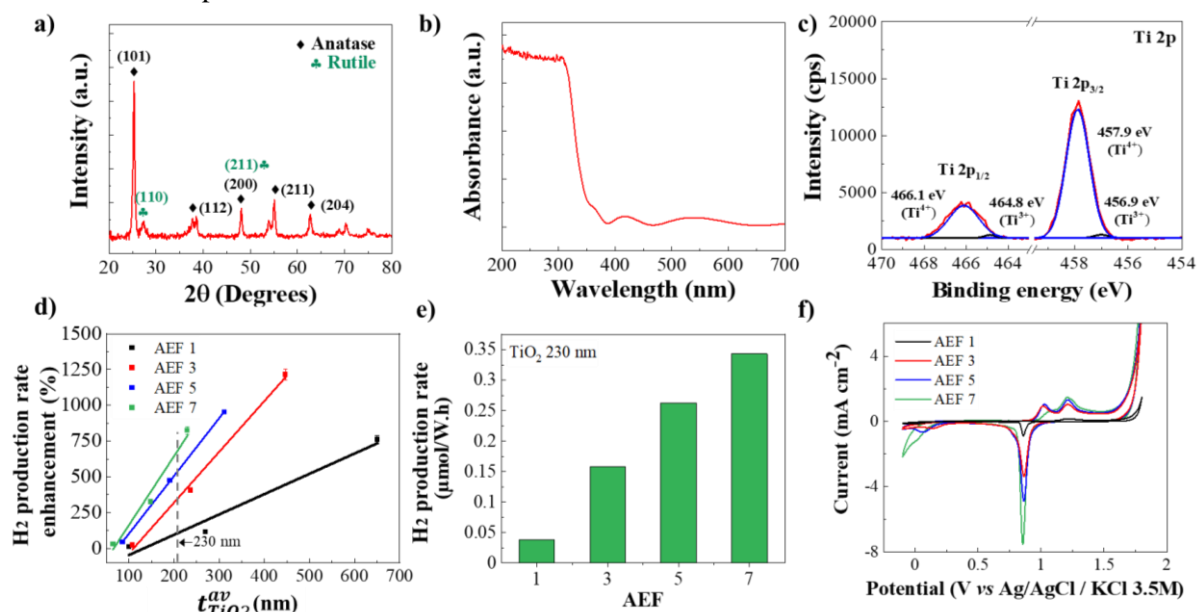 a)
Intensity (a.u.)
2θ (Degrees)
20 30 40 50 60 70 80
(101)
♦ Anatase
♣ Rutile
(110)
(112)
(211)♣
(200)
(211)
(204)
b)
Absorbance
Wavelength (nm)
200 300 400 500 600 700
c)
Intensity (cps)
20000
15000
10000
5000
0
Ti 2p
Ti 2p3/2
457.9 eV
(Ti4+)
Ti 2p1/2
466.1 eV
(Ti4+)
464.8 eV
(Ti3+)
456.9 eV
(Ti3+)
470 468 466 464 458 456 454
Binding energy (eV)
d)
H2 production rate
enhancement (%)
1500
1250
1000
750
500
250
0
AEF 1
AEF 3
AEF 5
AEF 7
←230 nm
100 200 300 400 500 600 700
t av TiO2 (nm)
e)
H2 production rate
(μmol/W.h)
0.35
0.3
0.25
0.2
0.15
0.1
0.05
0
TiO2 230 nm
1 3 5 7
AEF
f)
Current (mA cm-2)
4
0
-4
-8
AEF 1
AEF 3
AEF 5
AEF 7
0 0.5 1 1.5 2
Potential (V vs Ag/AgCl / KCl 3.5M)